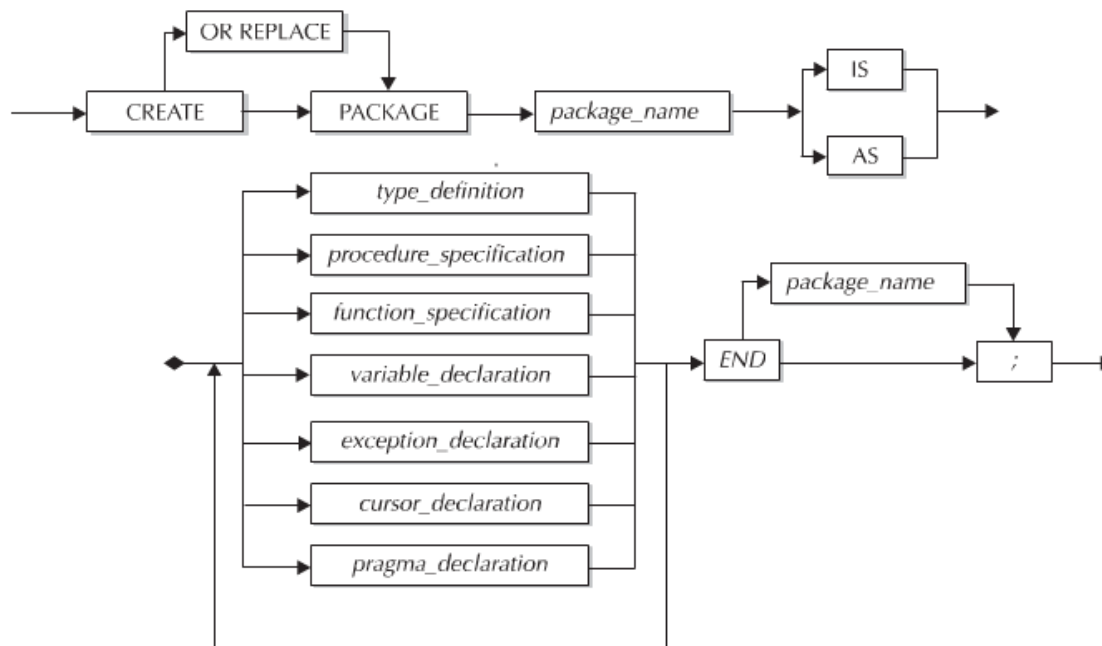 OR REPLACE
CREATE
PACKAGE
package_name
IS
AS
type_definition
procedure_specification
function_specification
variable_declaration
exception_declaration
cursor_declaration
pragma_declaration
END
package_name
;